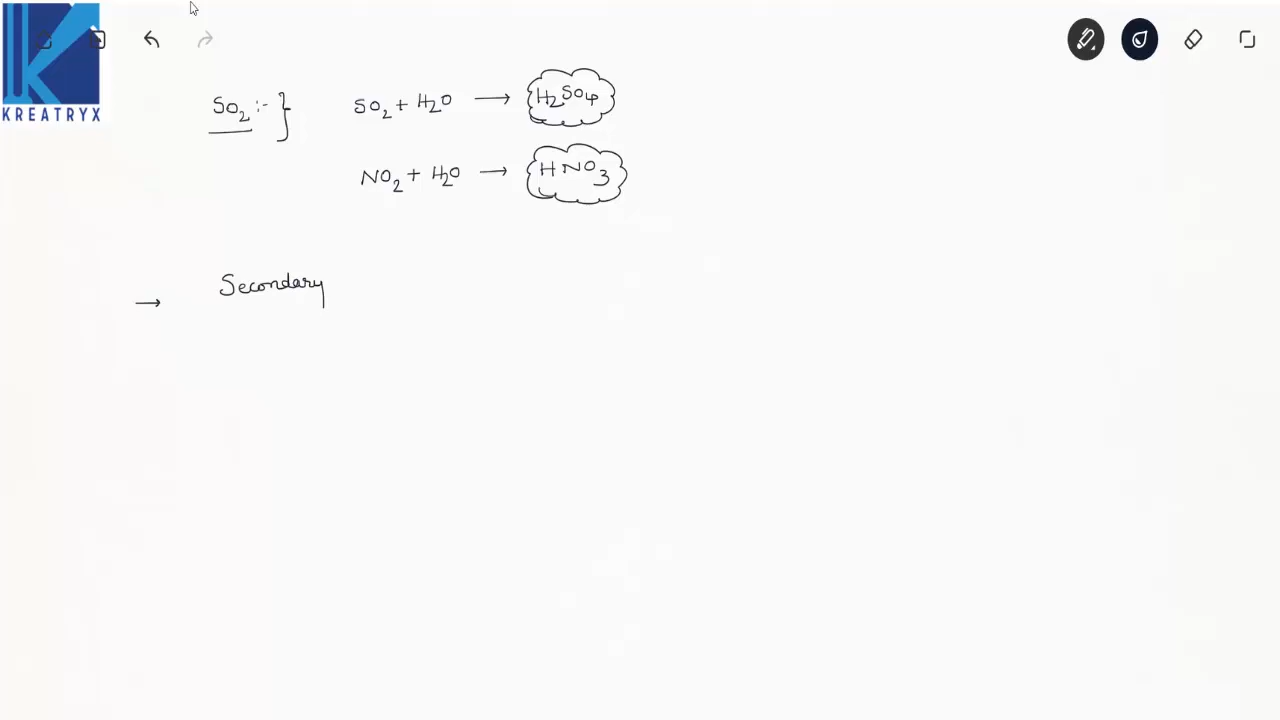 KREATRYX
SO2 :- } SO2 + H2O → H2SO4
NO2 + H2O → HNO3
→ Secondary